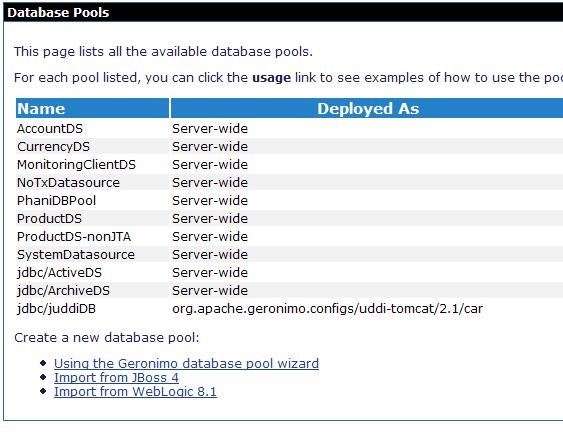 Database Pools
This page lists all the available database pools.
For each pool listed, you can click the usage link to see examples of how to use the poo
Name Deployed As
AccountDS Server-wide
CurrencyDS Server-wide
MonitoringClientDS Server-wide
NoTxDatasource Server-wide
PhaniDBPool Server-wide
ProductDS Server-wide
ProductDS-nonJTA Server-wide
SystemDatasource Server-wide
jdbc/ActiveDS Server-wide
jdbc/ArchiveDS Server-wide
jdbc/juddiDB org.apache.geronimo.configs/uddi-tomcat/2.1/car
Create a new database pool:
Using the Geronimo database pool wizard
Import from JBoss 4
Import from WebLogic 8.1